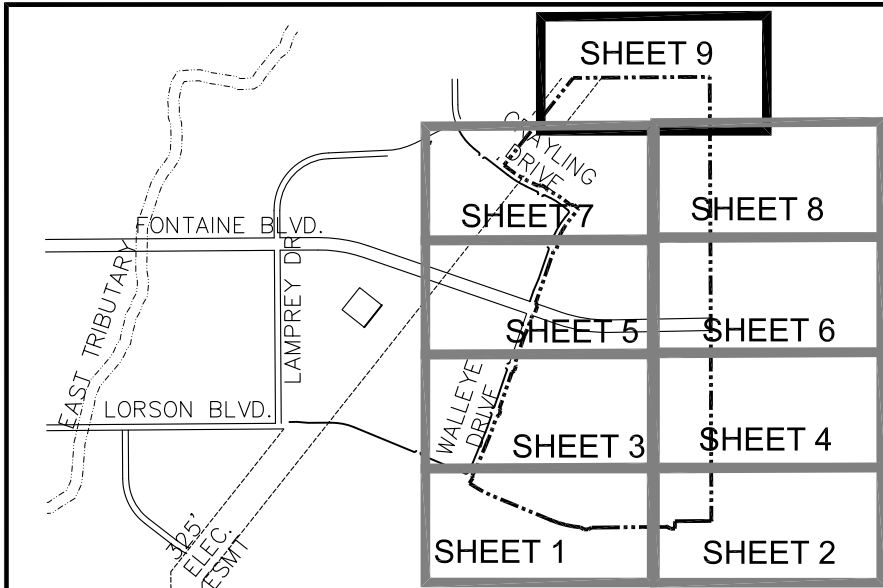 SHEET 9
GRAYLING
DRIVE
SHEET 7
SHEET 8
FONTAINE BLVD.
LAMPREY DR
EAST TRIBUTARY
SHEET 5
SHEET 6
LORSON BLVD.
WALLEYE
DRIVE
SHEET 3
SHEET 4
325'
ELEC.
ESMT
SHEET 1
SHEET 2